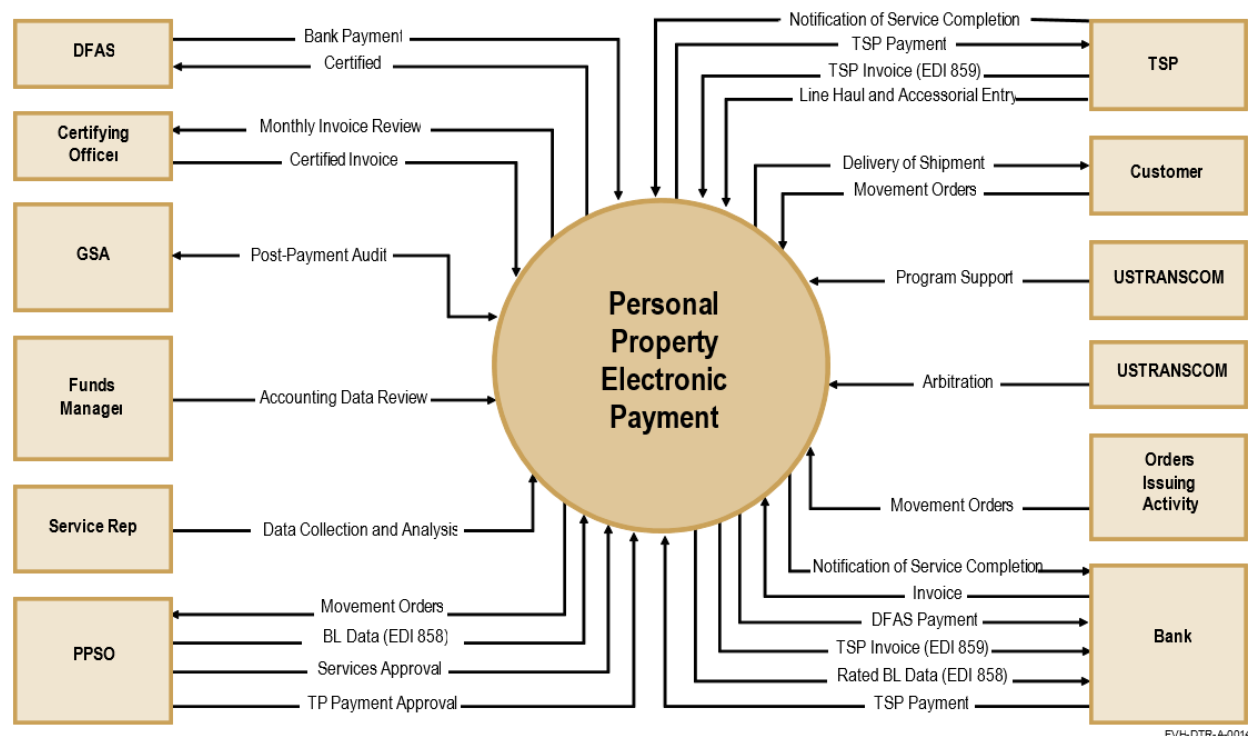 DFAS
Bank Payment
Certified
Certifying
Officer
Monthly Invoice Review
Certified Invoice
GSA
Post-Payment Audit
Funds
Manager
Accounting Data Review
Service Rep
Data Collection and Analysis
PPSO
Movement Orders
BL Data (EDI 858)
Services Approval
TP Payment Approval
Personal
Property
Electronic
Payment
Notification of Service Completion
TSP Payment
TSP Invoice (EDI 859)
Line Haul and Accessorial Entry
TSP
Delivery of Shipment
Movement Orders
Customer
Program Support
USTRANSCOM
Arbitration
USTRANSCOM
Movement Orders
Orders
Issuing
Activity
Notification of Service Completion
Invoice
DFAS Payment
TSP Invoice (EDI 859)
Rated BL Data (EDI 858)
TSP Payment
Bank